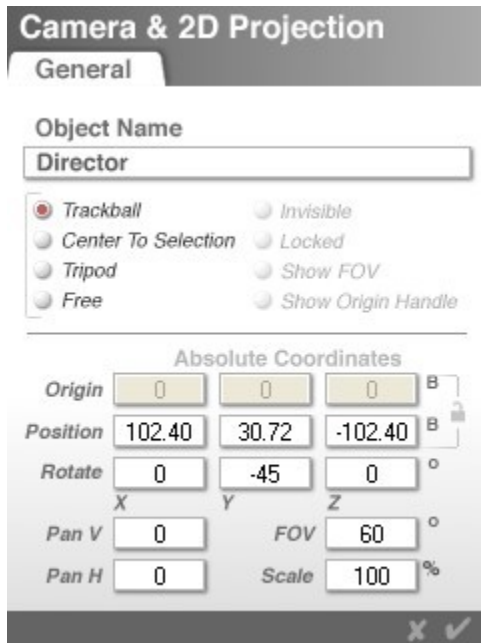 Camera & 2D Projection
General
Object Name
Director
Trackball Invisible
Center To Selection Locked
Tripod Show FOV
Free Show Origin Handle
Absolute Coordinates
Origin 0 0 0 B
Position 102.40 30.72 -102.40 B
Rotate 0 -45 0 °
X Y Z
Pan V 0 FOV 60 °
Pan H 0 Scale 100 %